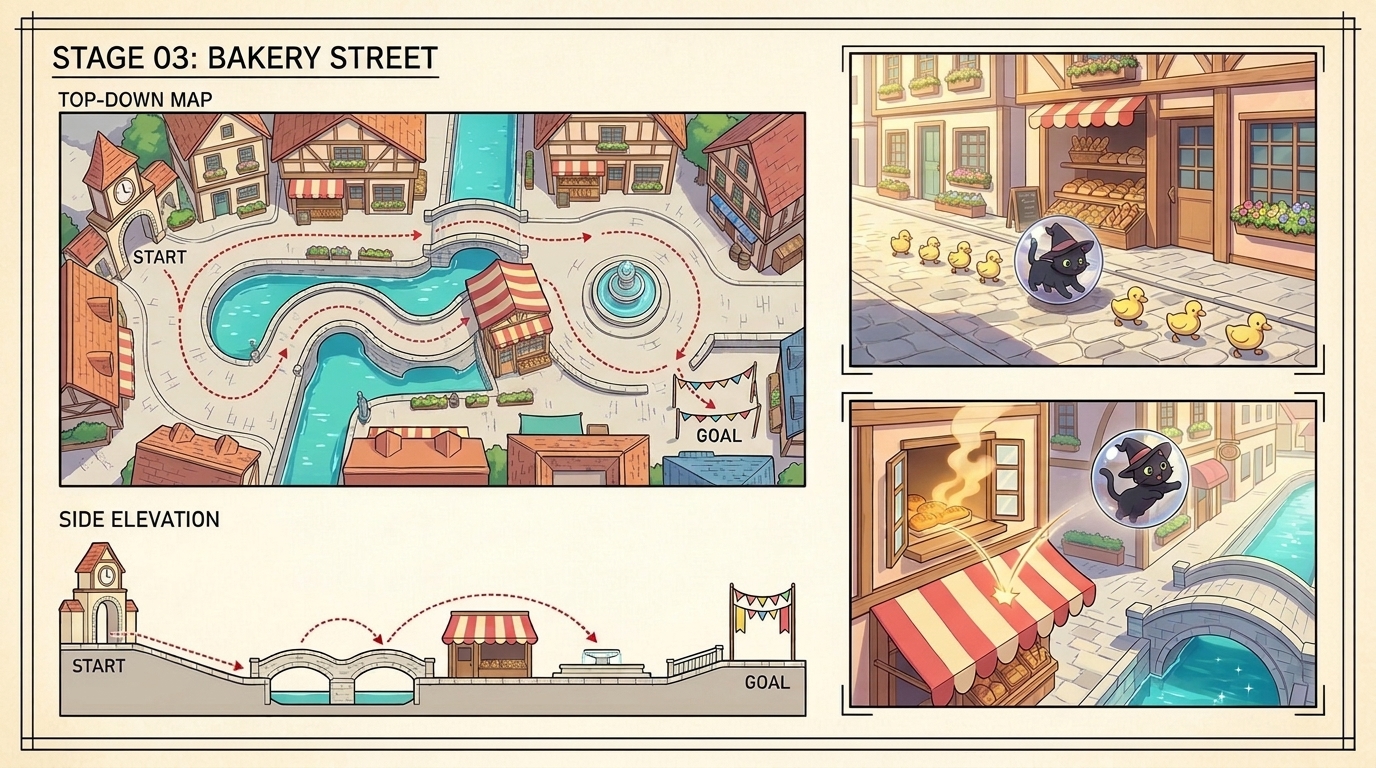 STAGE 03: BAKERY STREET
TOP-DOWN MAP
START
GOAL
SIDE ELEVATION
START
GOAL